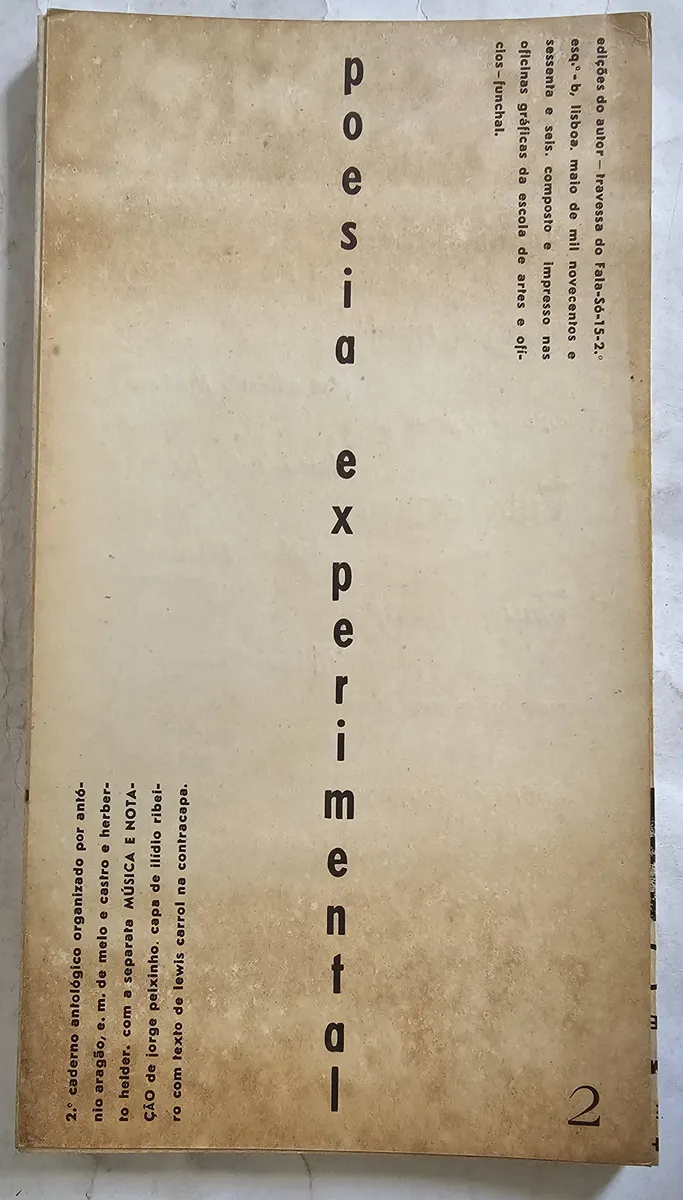 poesia experimental
edições do autor – travessa do Fala-Só-15-2.º
esq.º - b, lisboa. maio de mil novecentos e
sessenta e seis. composto e impresso nas
oficinas gráficas da escola de artes e ofí-
cios – funchal.
2.º caderno antológico organizado por antó-
nio aragão, e. m. de melo e castro e herber-
to helder. com a separata MÚSICA E NOTA-
ÇÃO de jorge peixinho. capa de ilídio ribei-
ro com texto de lewis carrol na contracapa.
2